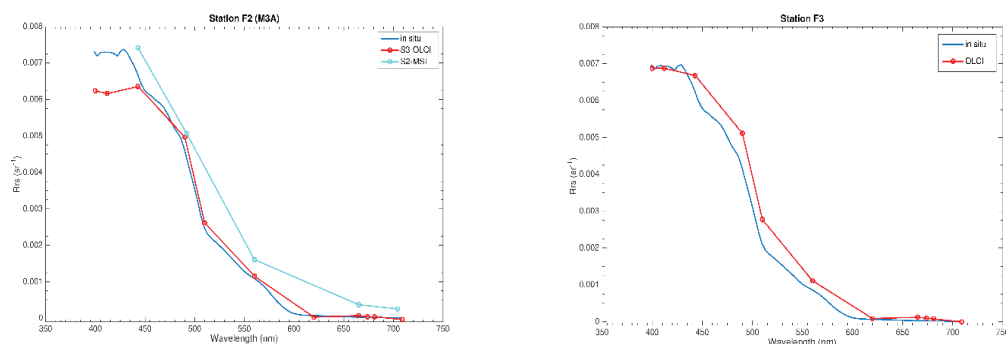 Station F2 (M3A)
0.008
0.007
0.006
0.005
0.004
0.003
0.002
0.001
0
Rrs (sr⁻¹)
in situ
S3 OLCI
S2-MSI
350 400 450 500 550 600 650 700 750
Wavelength (nm)
Station F3
0.008
0.007
0.006
0.005
0.004
0.003
0.002
0.001
0
Rrs (sr⁻¹)
in situ
OLCI
350 400 450 500 550 600 650 700 750
Wavelength (nm)